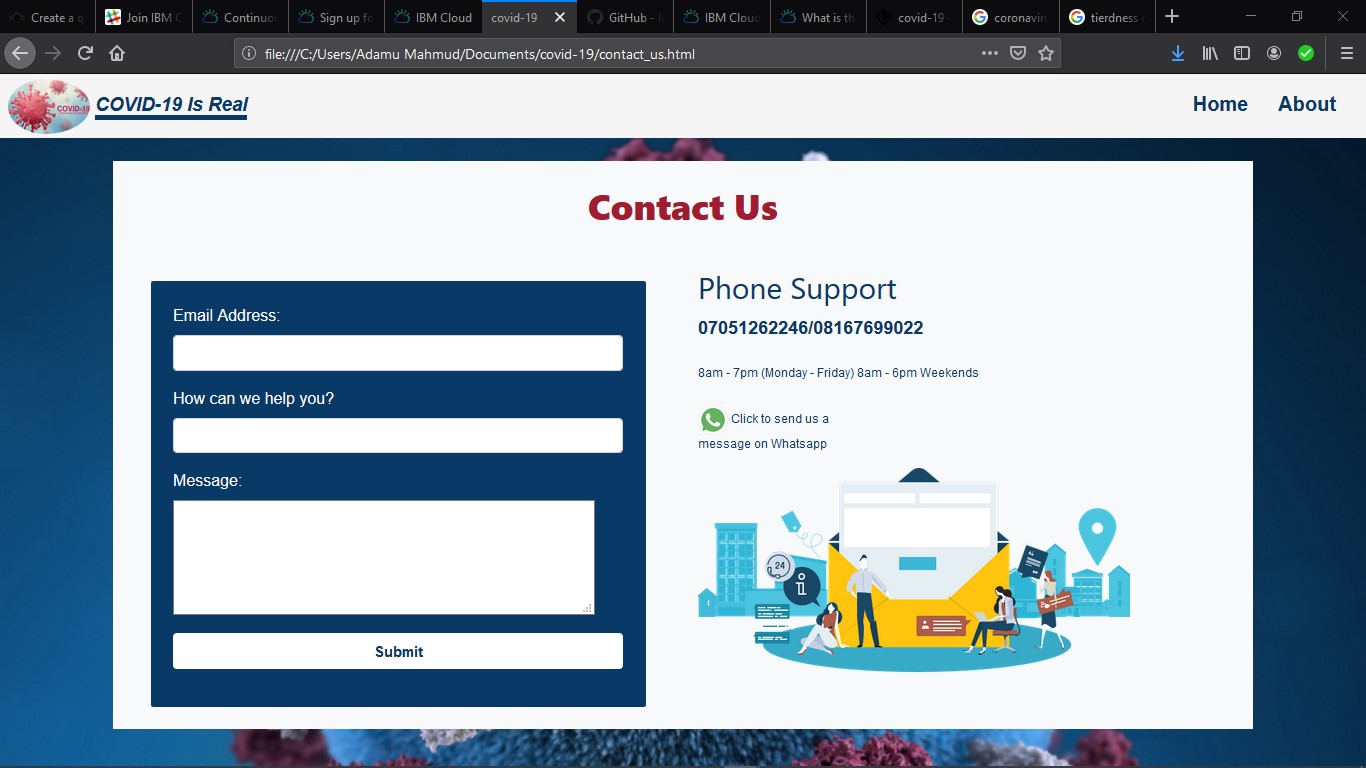 Create a q
Join IBM C
Continuou
Sign up fo
IBM Cloud
covid-19
GitHub - I
IBM Cloud
What is th
covid-19 -
coronaviru
tierdness c
file:///C:/Users/Adamu Mahmud/Documents/covid-19/contact_us.html
COVID-19
COVID-19 Is Real
Home
About
Contact Us
Email Address:
How can we help you?
Message:
Submit
Phone Support
07051262246/08167699022
8am - 7pm (Monday - Friday) 8am - 6pm Weekends
Click to send us a
message on Whatsapp
24
i